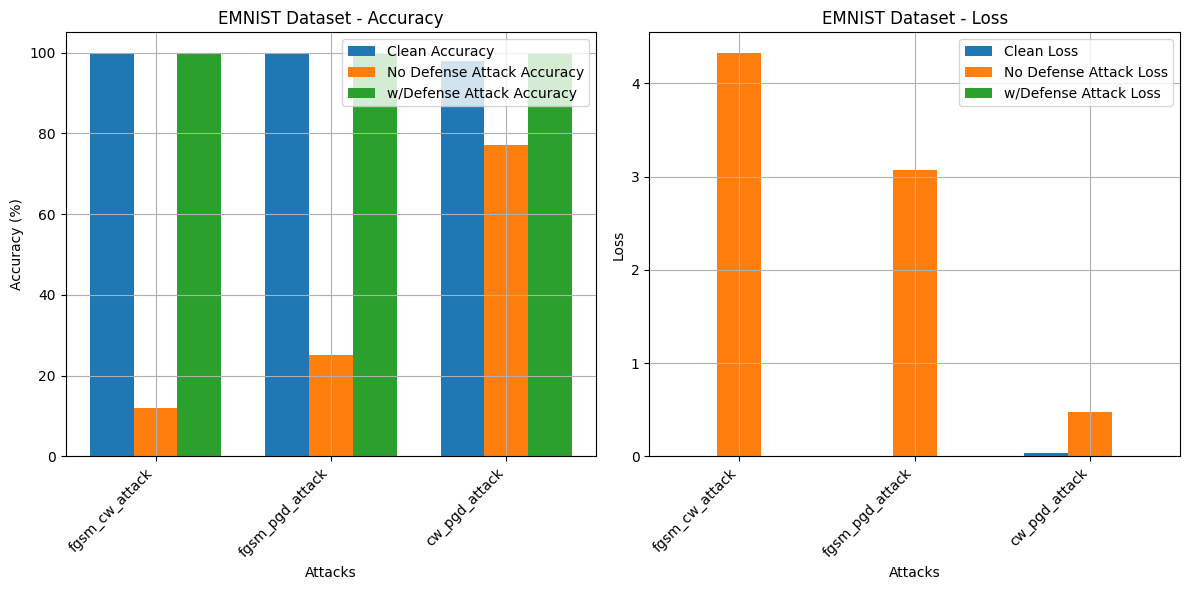 EMNIST Dataset - Accuracy
Clean Accuracy
No Defense Attack Accuracy
w/Defense Attack Accuracy
Accuracy (%)
100
80
60
40
20
0
fgsm_cw_attack
fgsm_pgd_attack
cw_pgd_attack
Attacks
EMNIST Dataset - Loss
Clean Loss
No Defense Attack Loss
w/Defense Attack Loss
Loss
4
3
2
1
0
fgsm_cw_attack
fgsm_pgd_attack
cw_pgd_attack
Attacks